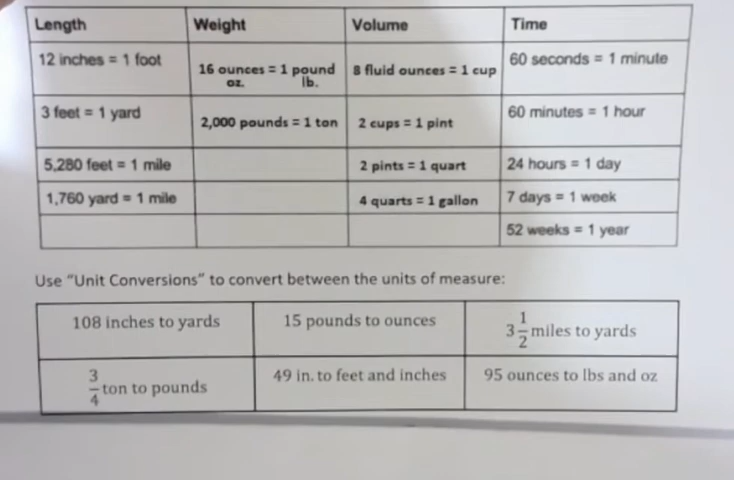 Length Weight Volume Time
12 inches = 1 foot 16 ounces = 1 pound 8 fluid ounces = 1 cup 60 seconds = 1 minute
oz. lb.
3 feet = 1 yard 2,000 pounds = 1 ton 2 cups = 1 pint 60 minutes = 1 hour
5,280 feet = 1 mile 2 pints = 1 quart 24 hours = 1 day
1,760 yard = 1 mile 4 quarts = 1 gallon 7 days = 1 week
52 weeks = 1 year
Use "Unit Conversions" to convert between the units of measure:
108 inches to yards 15 pounds to ounces 3 1/2 miles to yards
3/4 ton to pounds 49 in. to feet and inches 95 ounces to lbs and oz